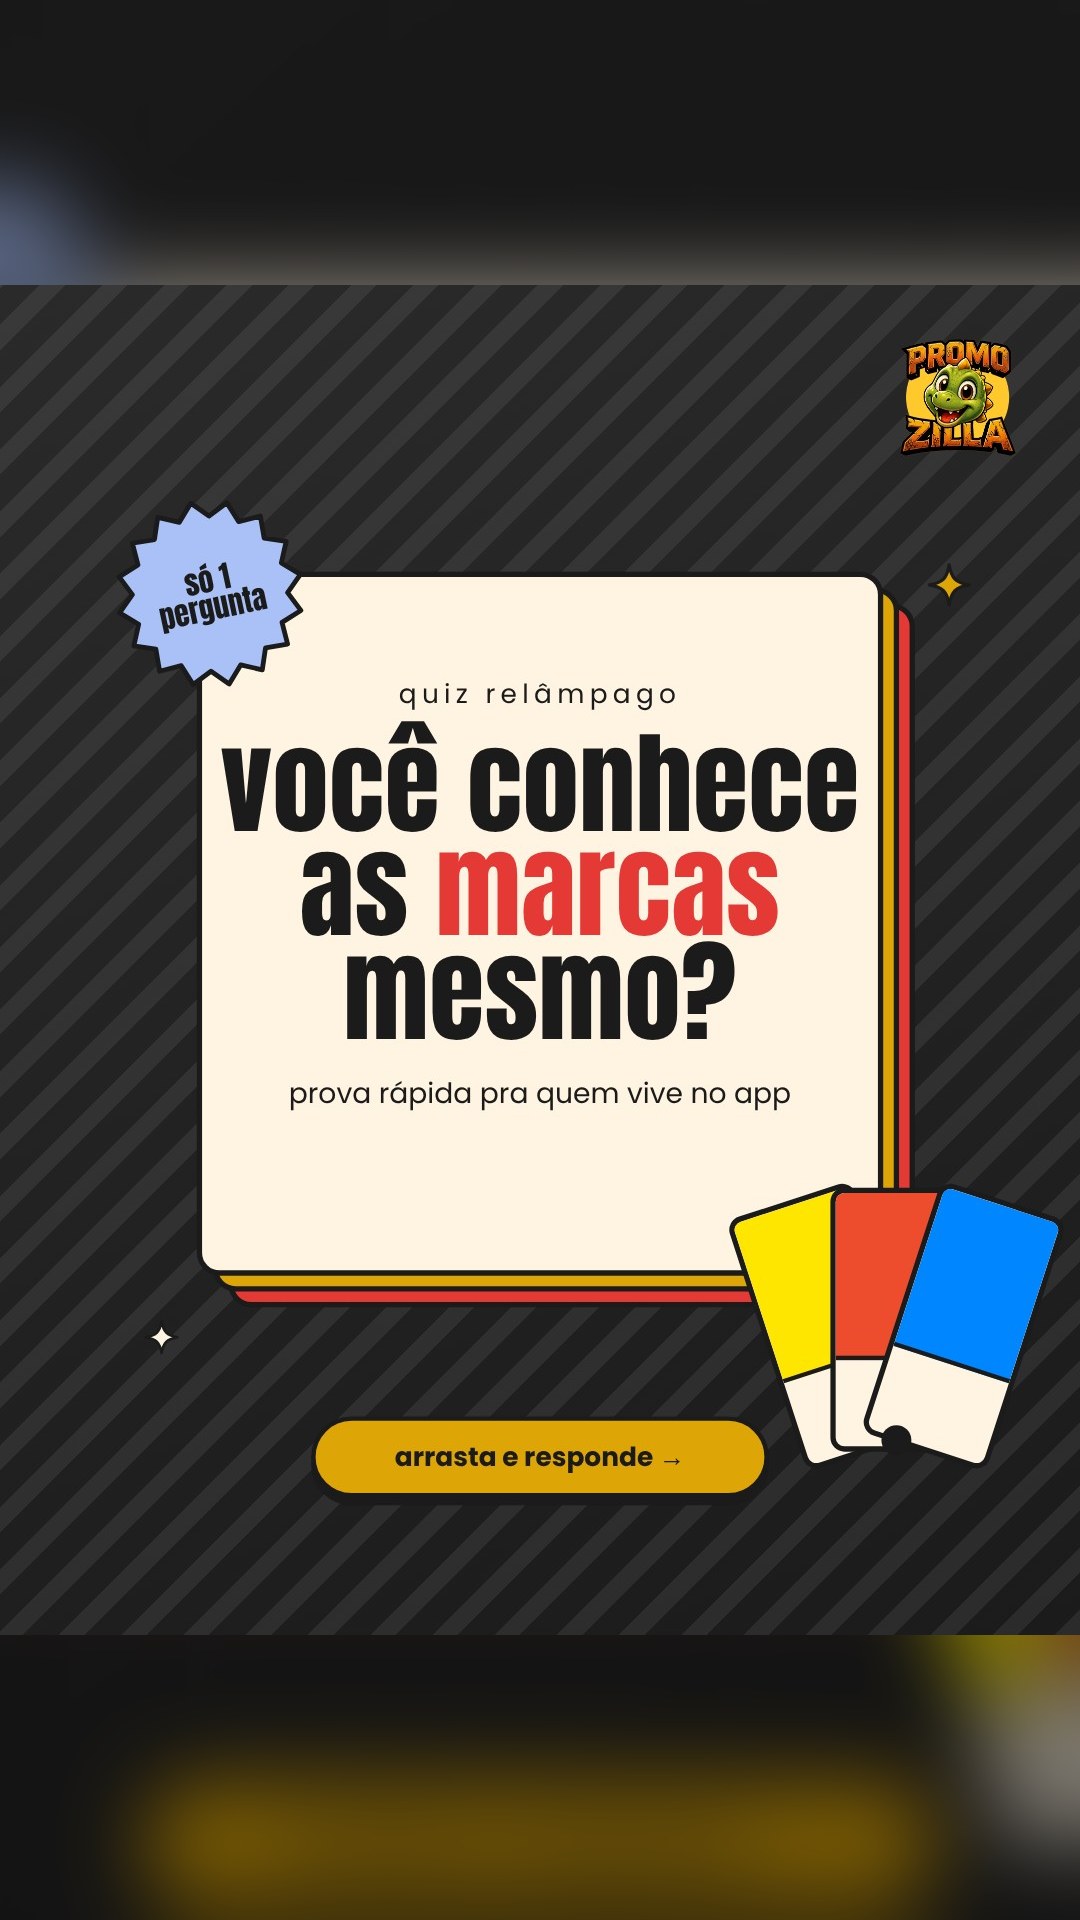 PROMO
ZILLA
só 1
pergunta
quiz relâmpago
você conhece
as marcas
mesmo?
prova rápida pra quem vive no app
arrasta e responde →